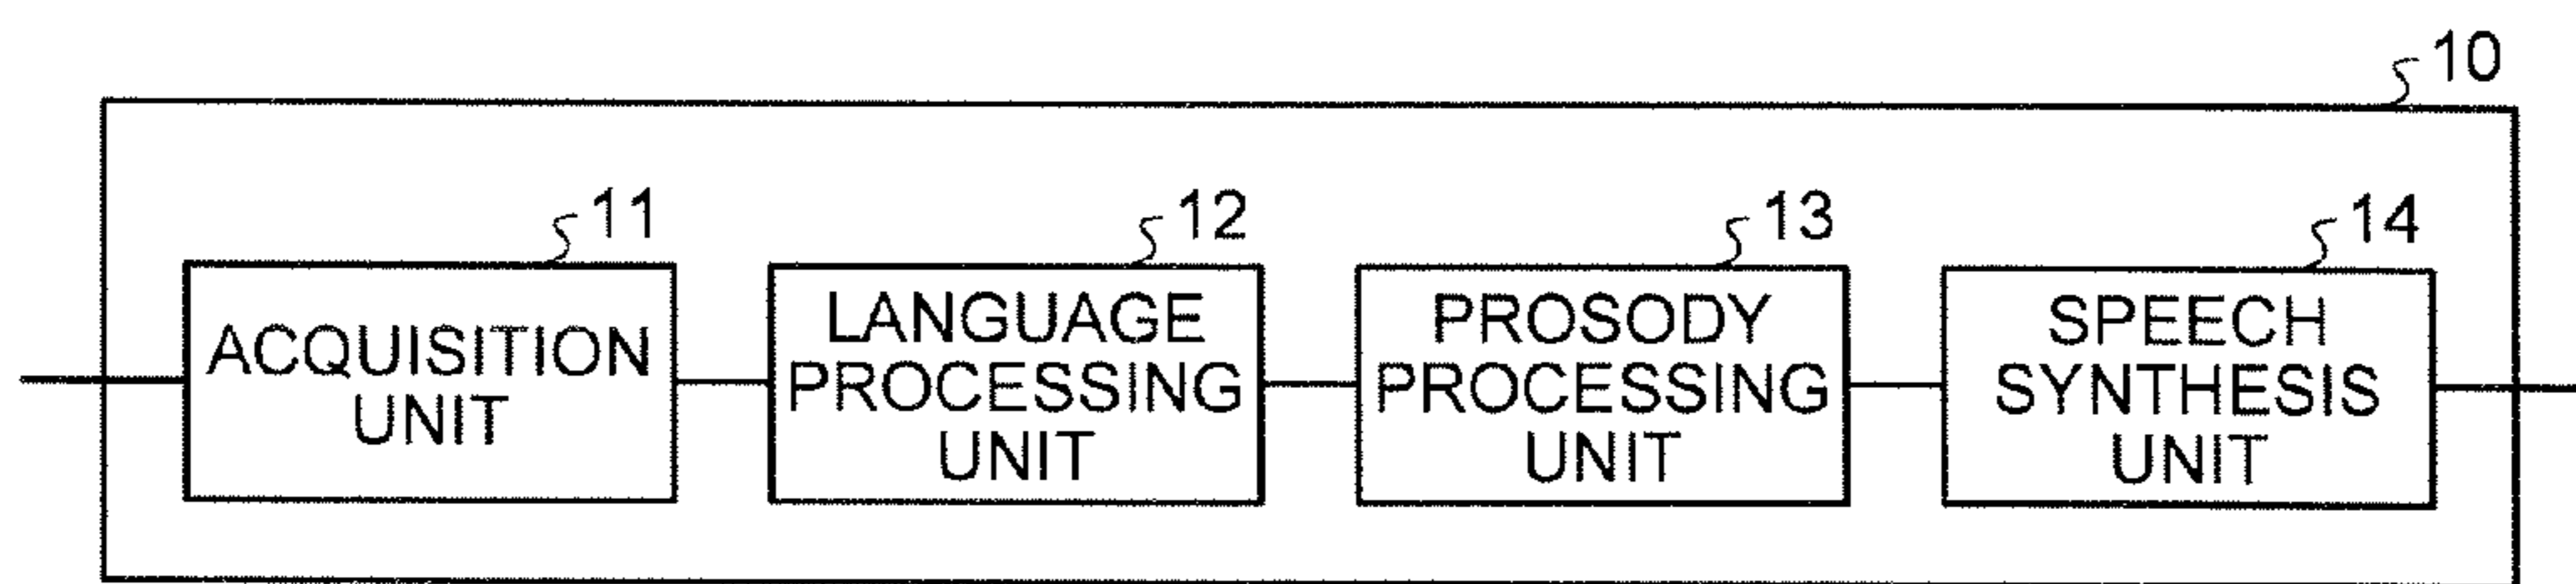 10
11
12
13
14
ACQUISITION
UNIT
LANGUAGE
PROCESSING
UNIT
PROSODY
PROCESSING
UNIT
SPEECH
SYNTHESIS
UNIT